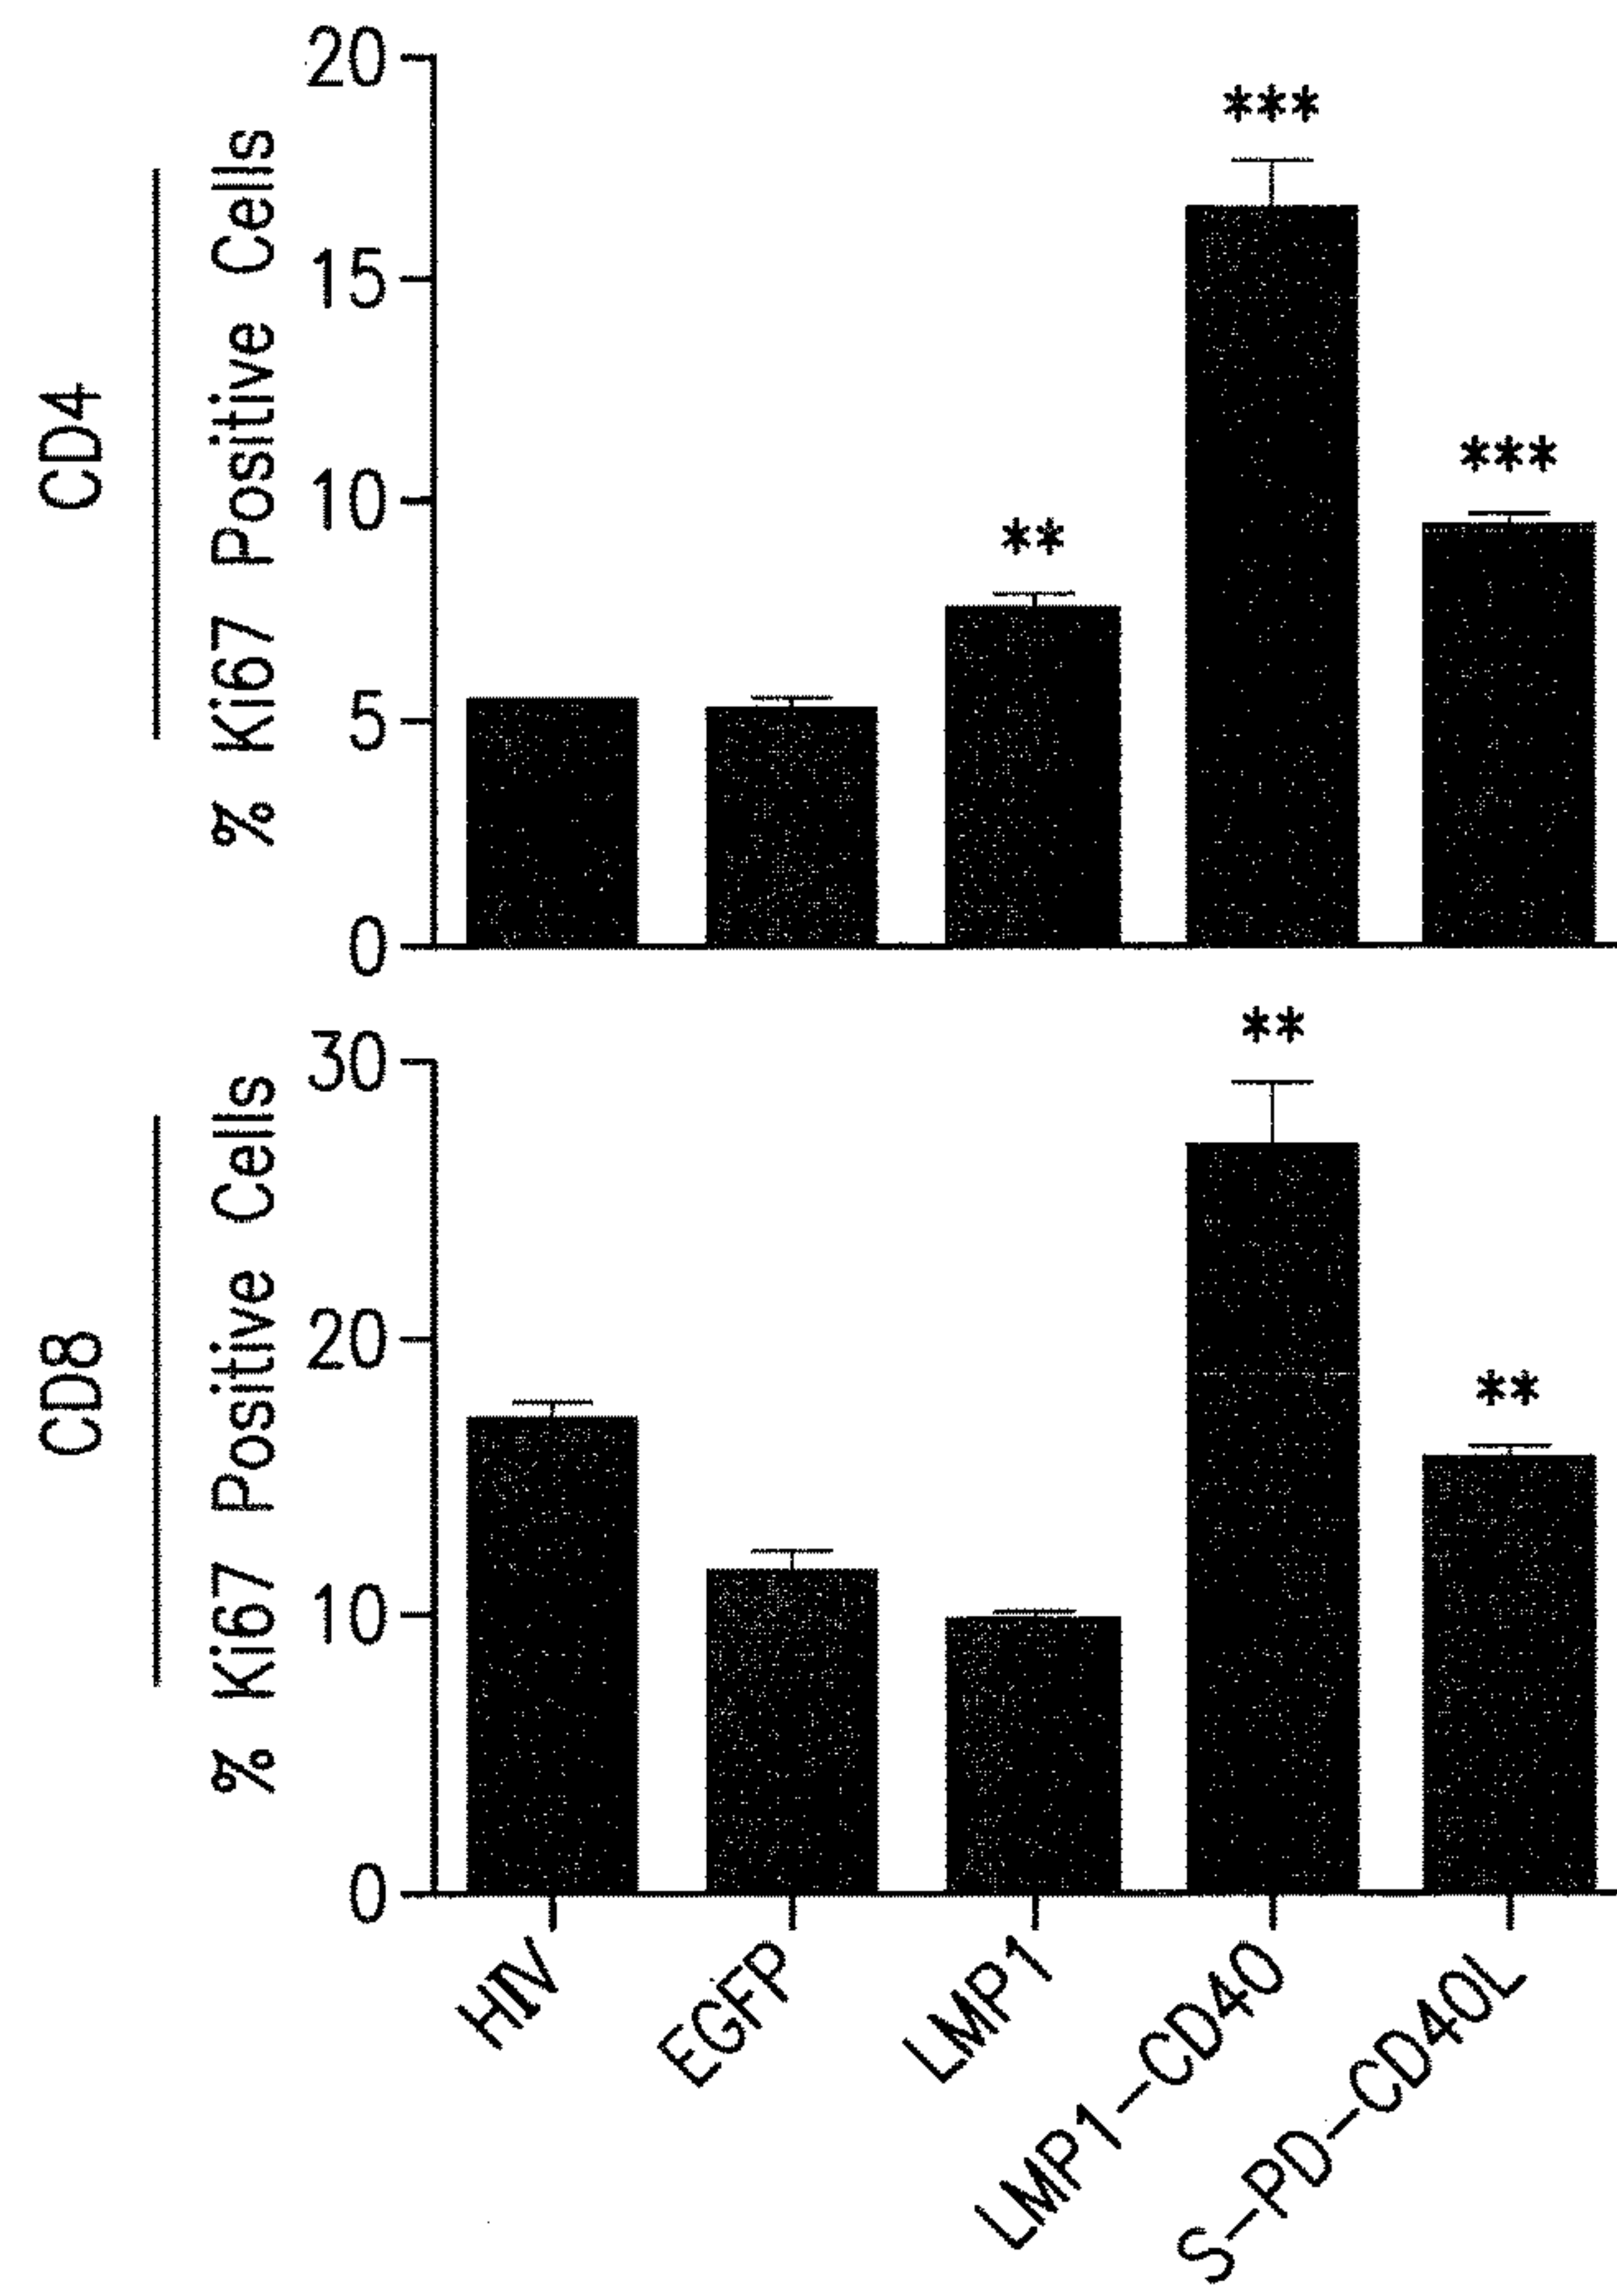 CD4
% Ki67 Positive Cells
20
15
10
5
0
***
**
***
CD8
% Ki67 Positive Cells
30
20
10
0
**
**
HIV
EGFP
LMP1
LMP1-CD40
S-PD-CD40L